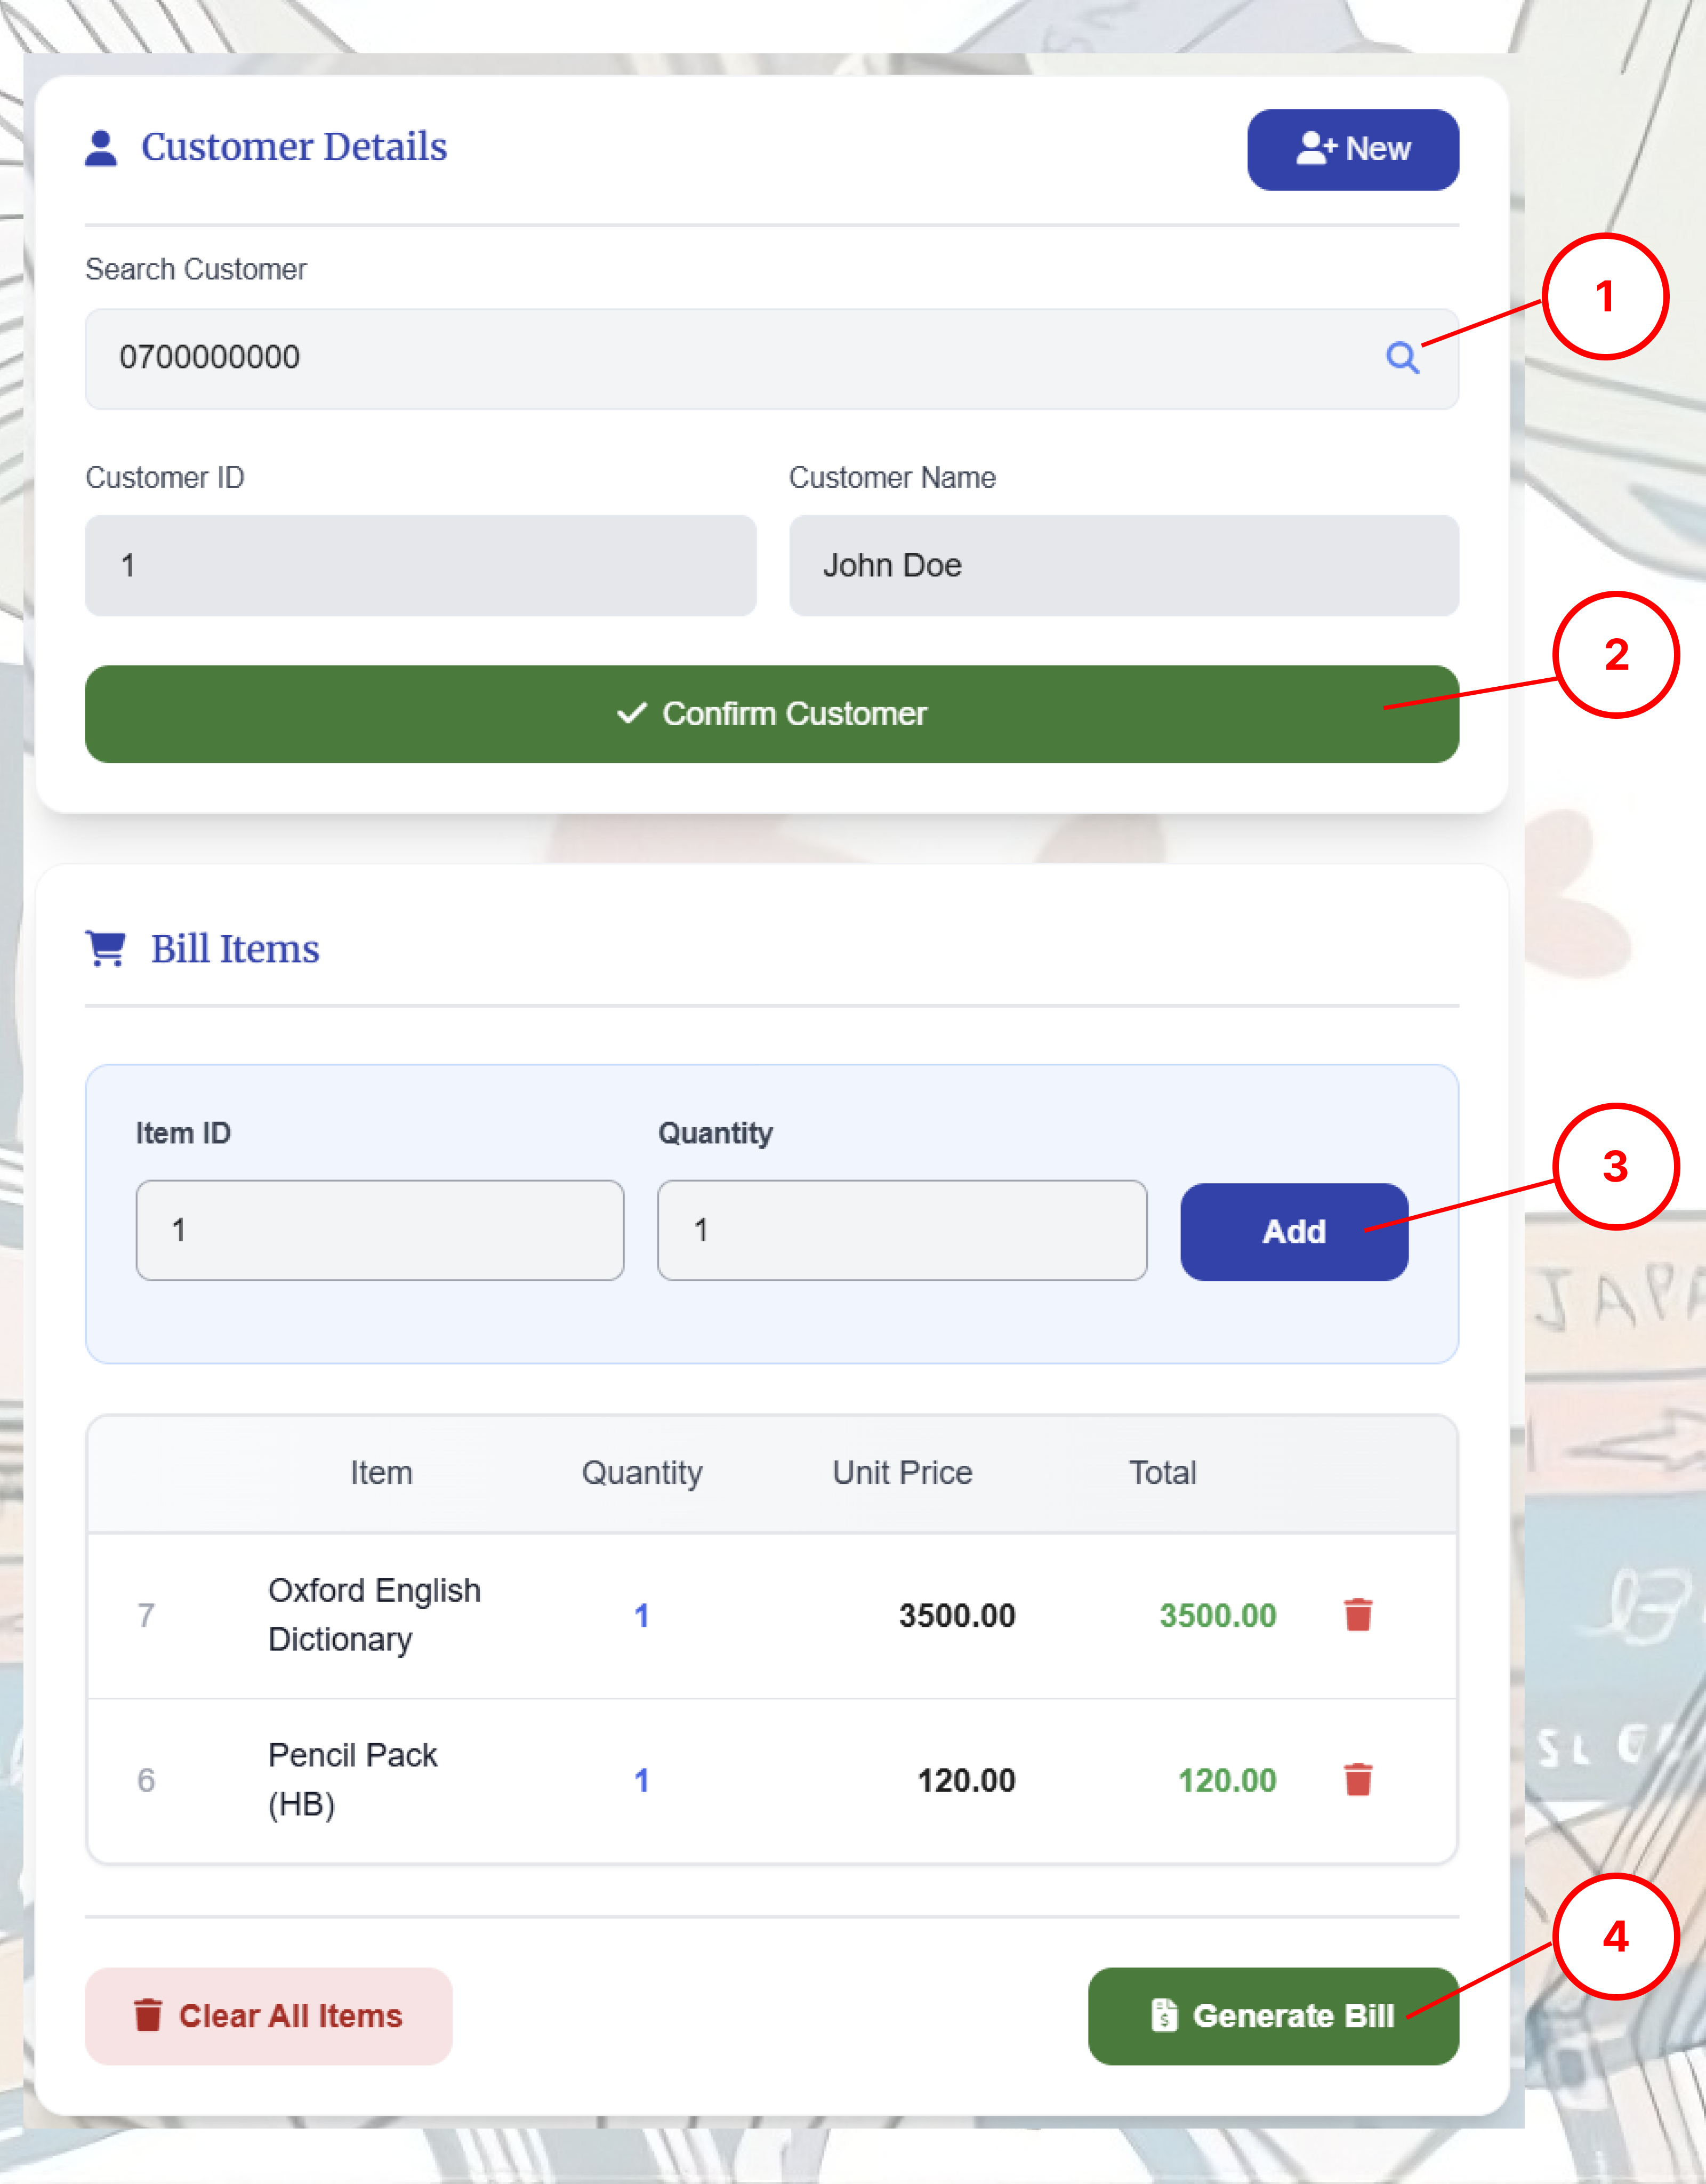 Customer Details
New
Search Customer
0700000000
1
Customer ID
Customer Name
1
John Doe
2
Confirm Customer
Bill Items
Item ID
Quantity
1
1
Add
3
Item
Quantity
Unit Price
Total
7
Oxford English
Dictionary
1
3500.00
3500.00
6
Pencil Pack
(HB)
1
120.00
120.00
Clear All Items
Generate Bill
4